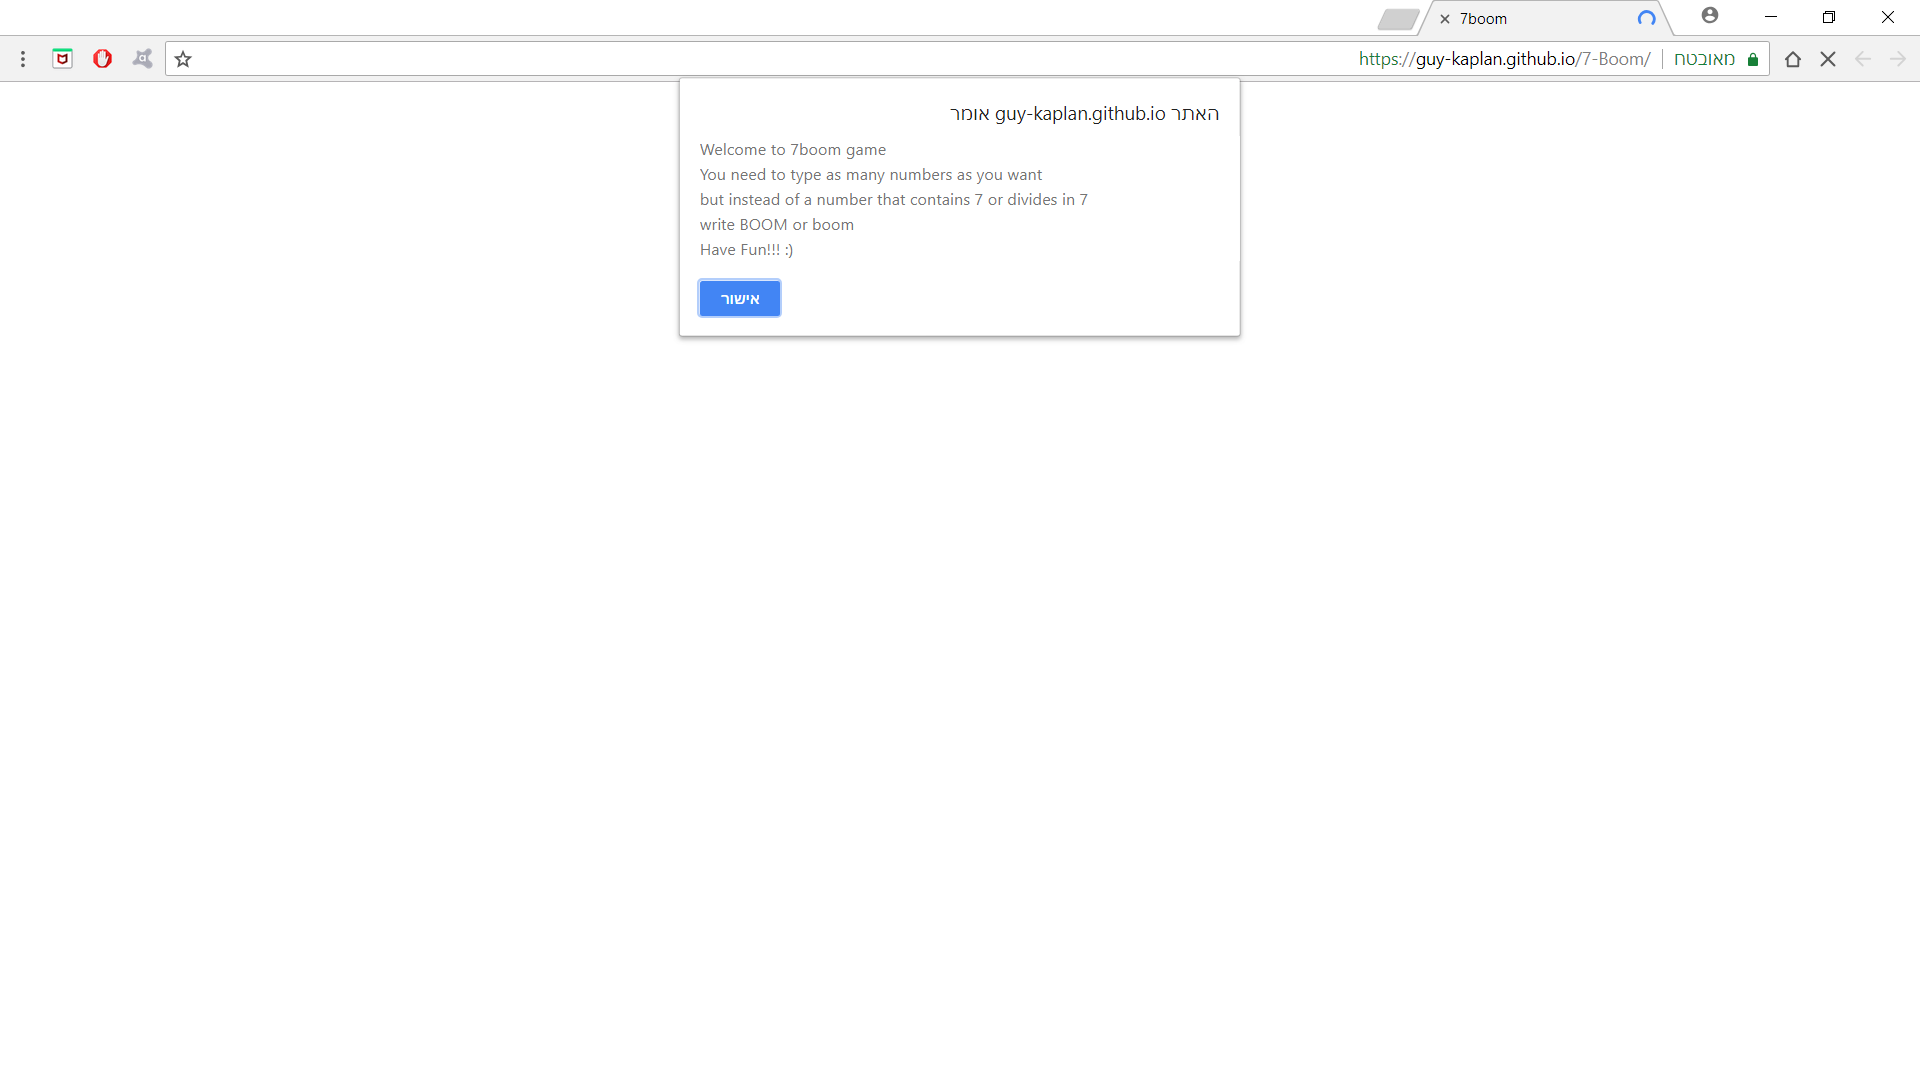 7boom
https://guy-kaplan.github.io/7-Boom/
מאובטח
האתר guy-kaplan.github.io אומר
Welcome to 7boom game
You need to type as many numbers as you want
but instead of a number that contains 7 or divides in 7
write BOOM or boom
Have Fun!!! :)
אישור